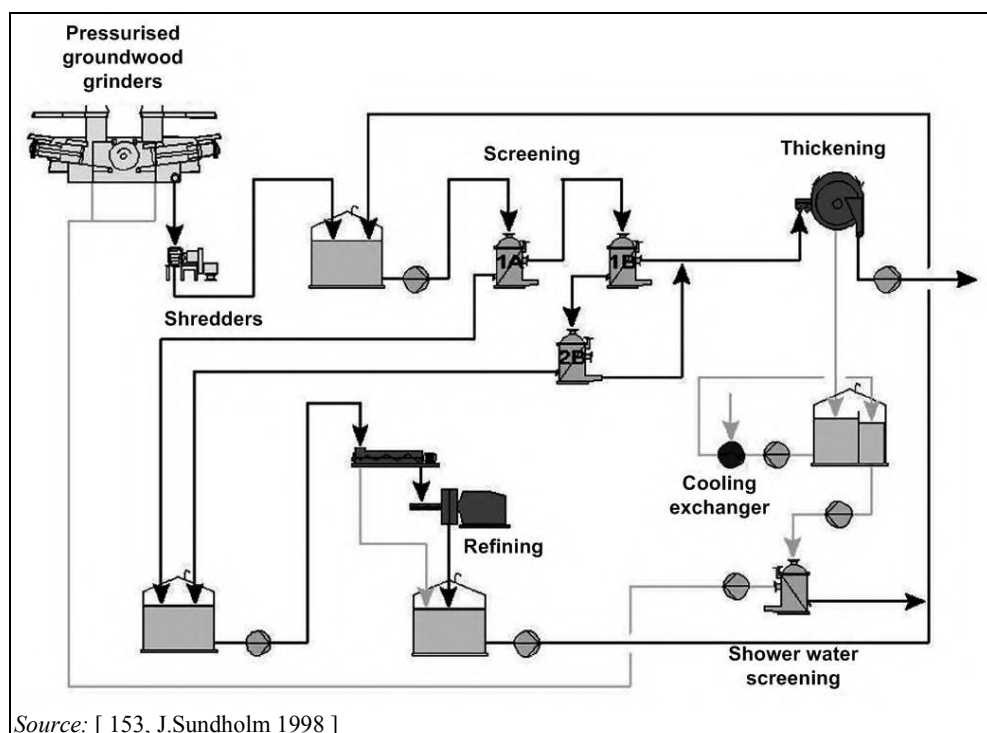 Pressurised
groundwood
grinders
Screening
Thickening
1A
1B
Shredders
2B
Cooling
exchanger
Refining
Shower water
screening
Source: [ 153, J.Sundholm 1998 ]